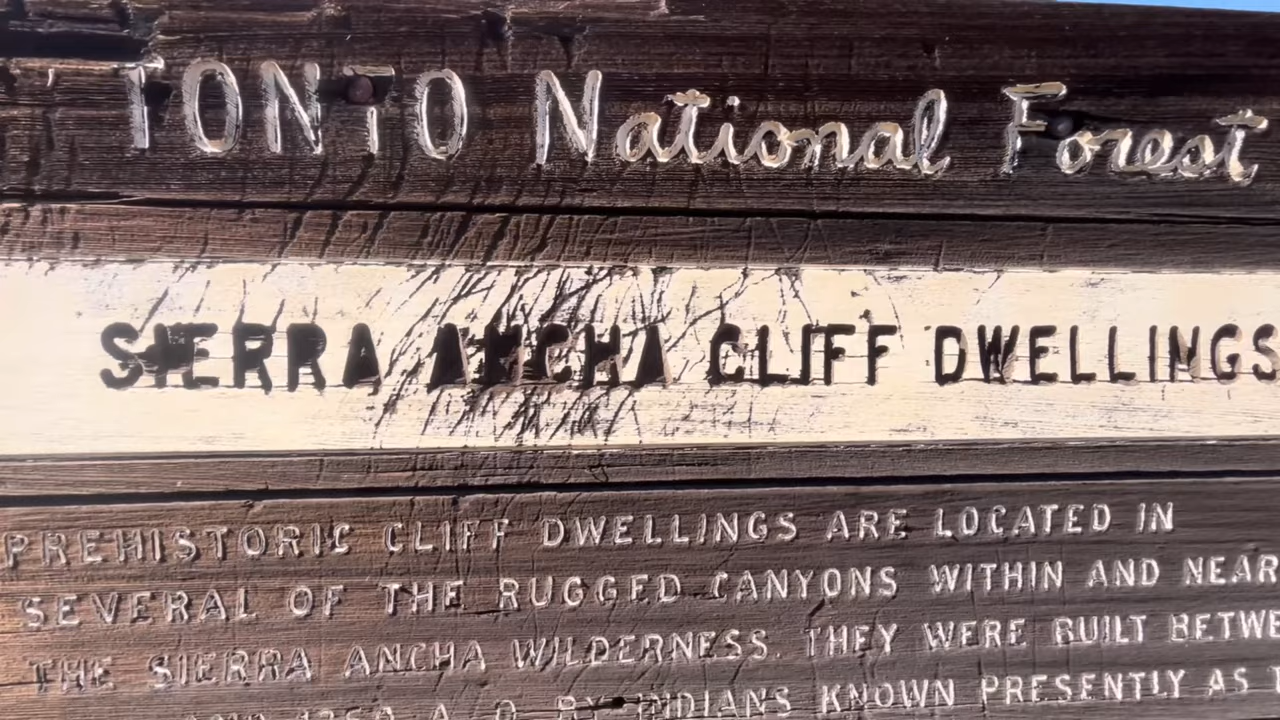 TONTO National Forest
SIERRA ANCHA CLIFF DWELLINGS
PREHISTORIC CLIFF DWELLINGS ARE LOCATED IN
SEVERAL OF THE RUGGED CANYONS WITHIN AND NEAR
THE SIERRA ANCHA WILDERNESS. THEY WERE BUILT BETWE
A. D. BY INDIANS KNOWN PRESENTLY AS